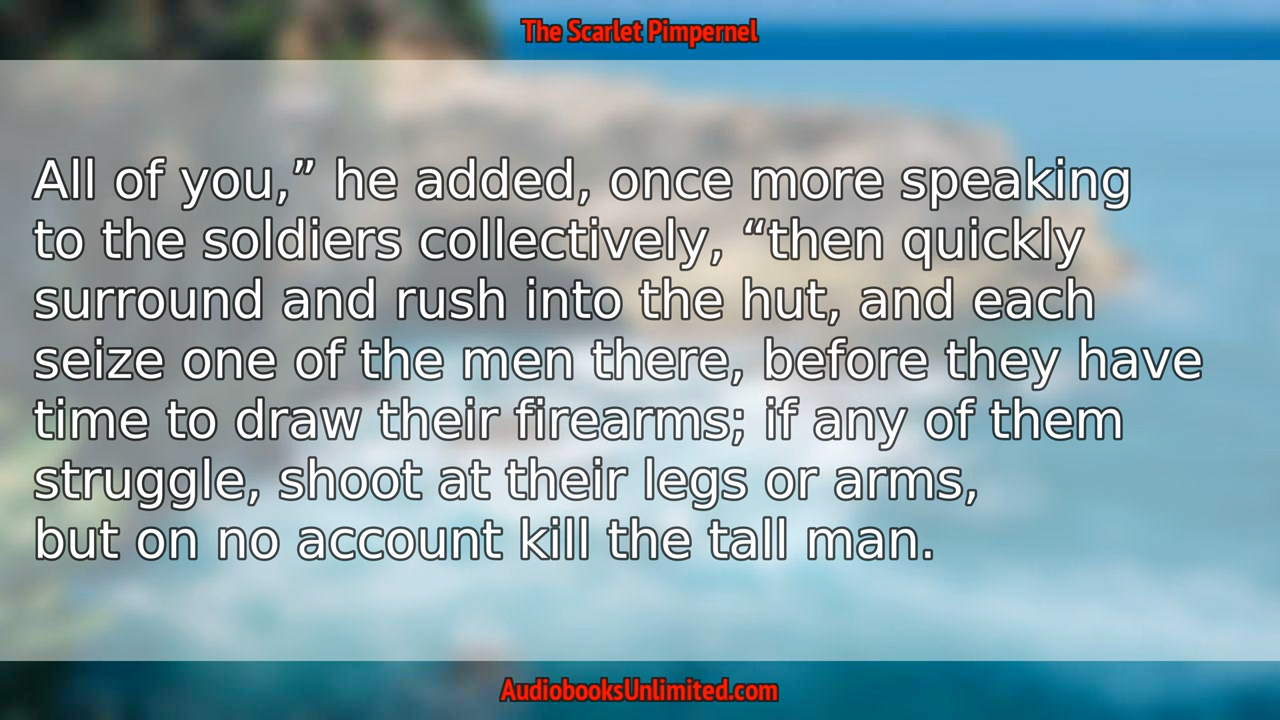 The Scarlet Pimpernel
All of you,” he added, once more speaking
to the soldiers collectively, “then quickly
surround and rush into the hut, and each
seize one of the men there, before they have
time to draw their firearms; if any of them
struggle, shoot at their legs or arms,
but on no account kill the tall man.
AudiobooksUnlimited.com